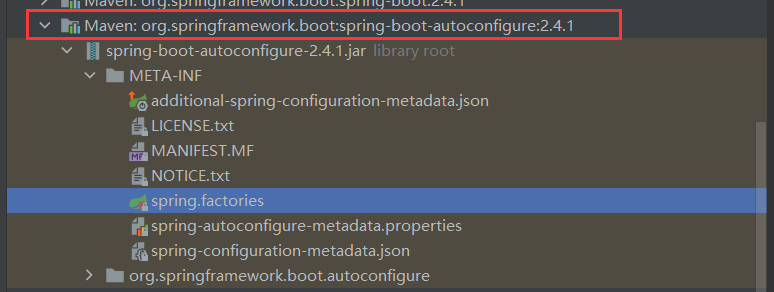 Maven: org.springframework.boot:spring-boot:2.4.1
Maven: org.springframework.boot:spring-boot-autoconfigure:2.4.1
spring-boot-autoconfigure-2.4.1.jar library root
META-INF
additional-spring-configuration-metadata.json
LICENSE.txt
MF MANIFEST.MF
NOTICE.txt
spring.factories
spring-autoconfigure-metadata.properties
spring-configuration-metadata.json
org.springframework.boot.autoconfigure